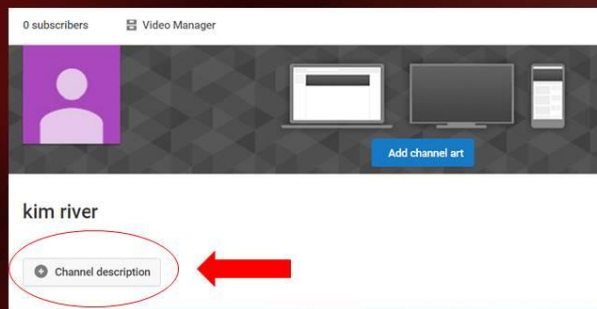 0 subscribers Video Manager
Add channel art
kim river
Channel description